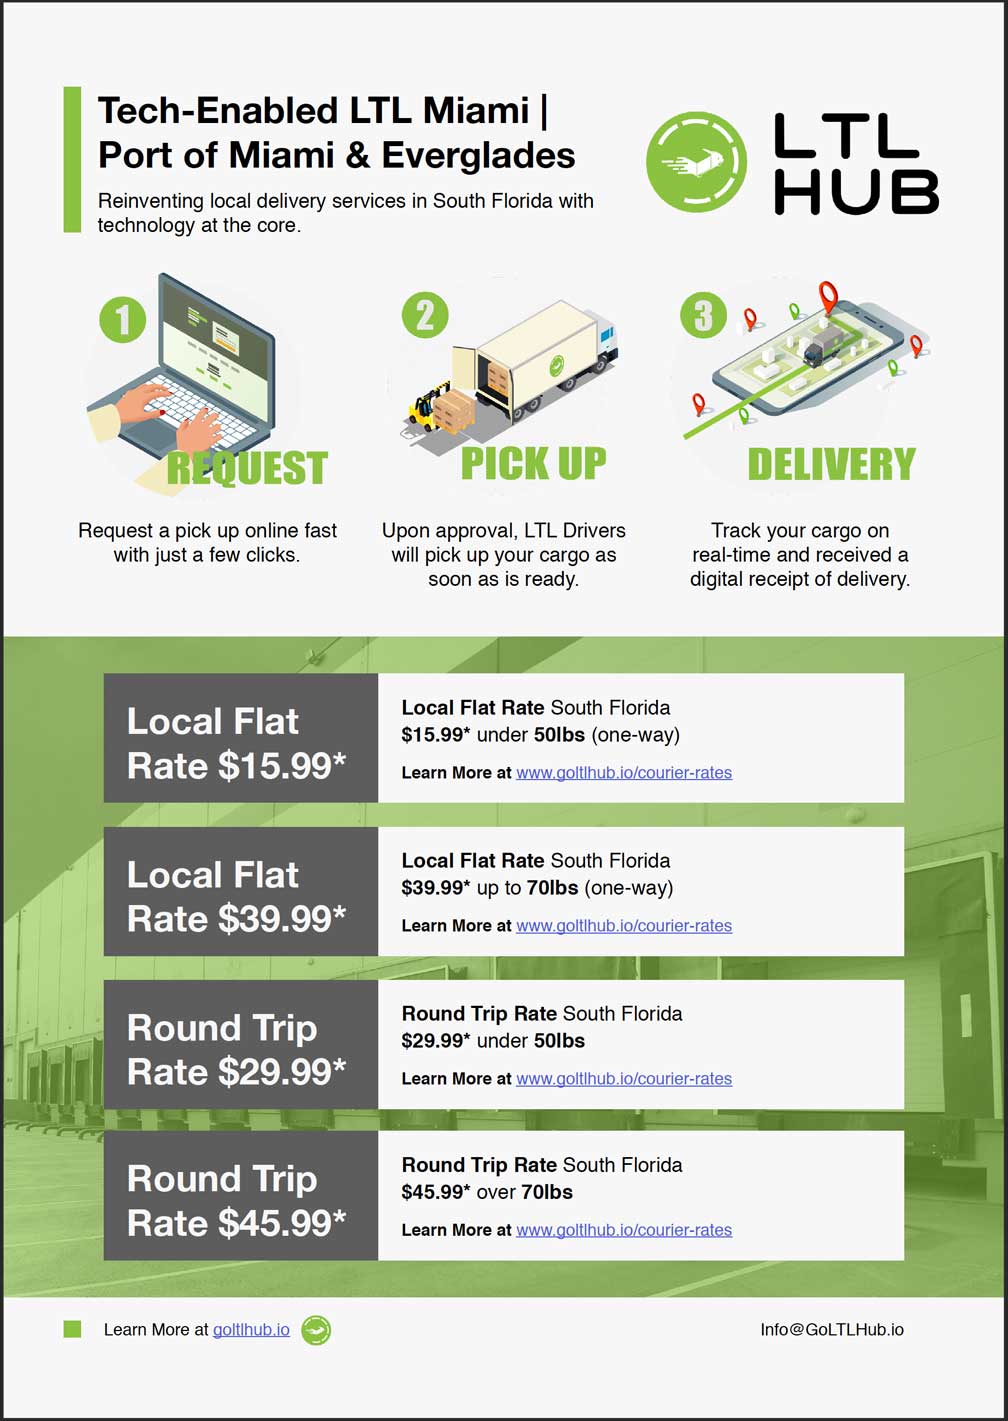 Tech-Enabled LTL Miami |
Port of Miami & Everglades
Reinventing local delivery services in South Florida with
technology at the core.
LTL
HUB
1
REQUEST
Request a pick up online fast
with just a few clicks.
2
PICK UP
Upon approval, LTL Drivers
will pick up your cargo as
soon as is ready.
3
DELIVERY
Track your cargo on
real-time and received a
digital receipt of delivery.
Local Flat
Rate $15.99*
Local Flat Rate South Florida
$15.99* under 50lbs (one-way)
Learn More at www.goltlhub.io/courier-rates
Local Flat
Rate $39.99*
Local Flat Rate South Florida
$39.99* up to 70lbs (one-way)
Learn More at www.goltlhub.io/courier-rates
Round Trip
Rate $29.99*
Round Trip Rate South Florida
$29.99* under 50lbs
Learn More at www.goltlhub.io/courier-rates
Round Trip
Rate $45.99*
Round Trip Rate South Florida
$45.99* over 70lbs
Learn More at www.goltlhub.io/courier-rates
Learn More at goltlhub.io
Info@GoLTLHub.io